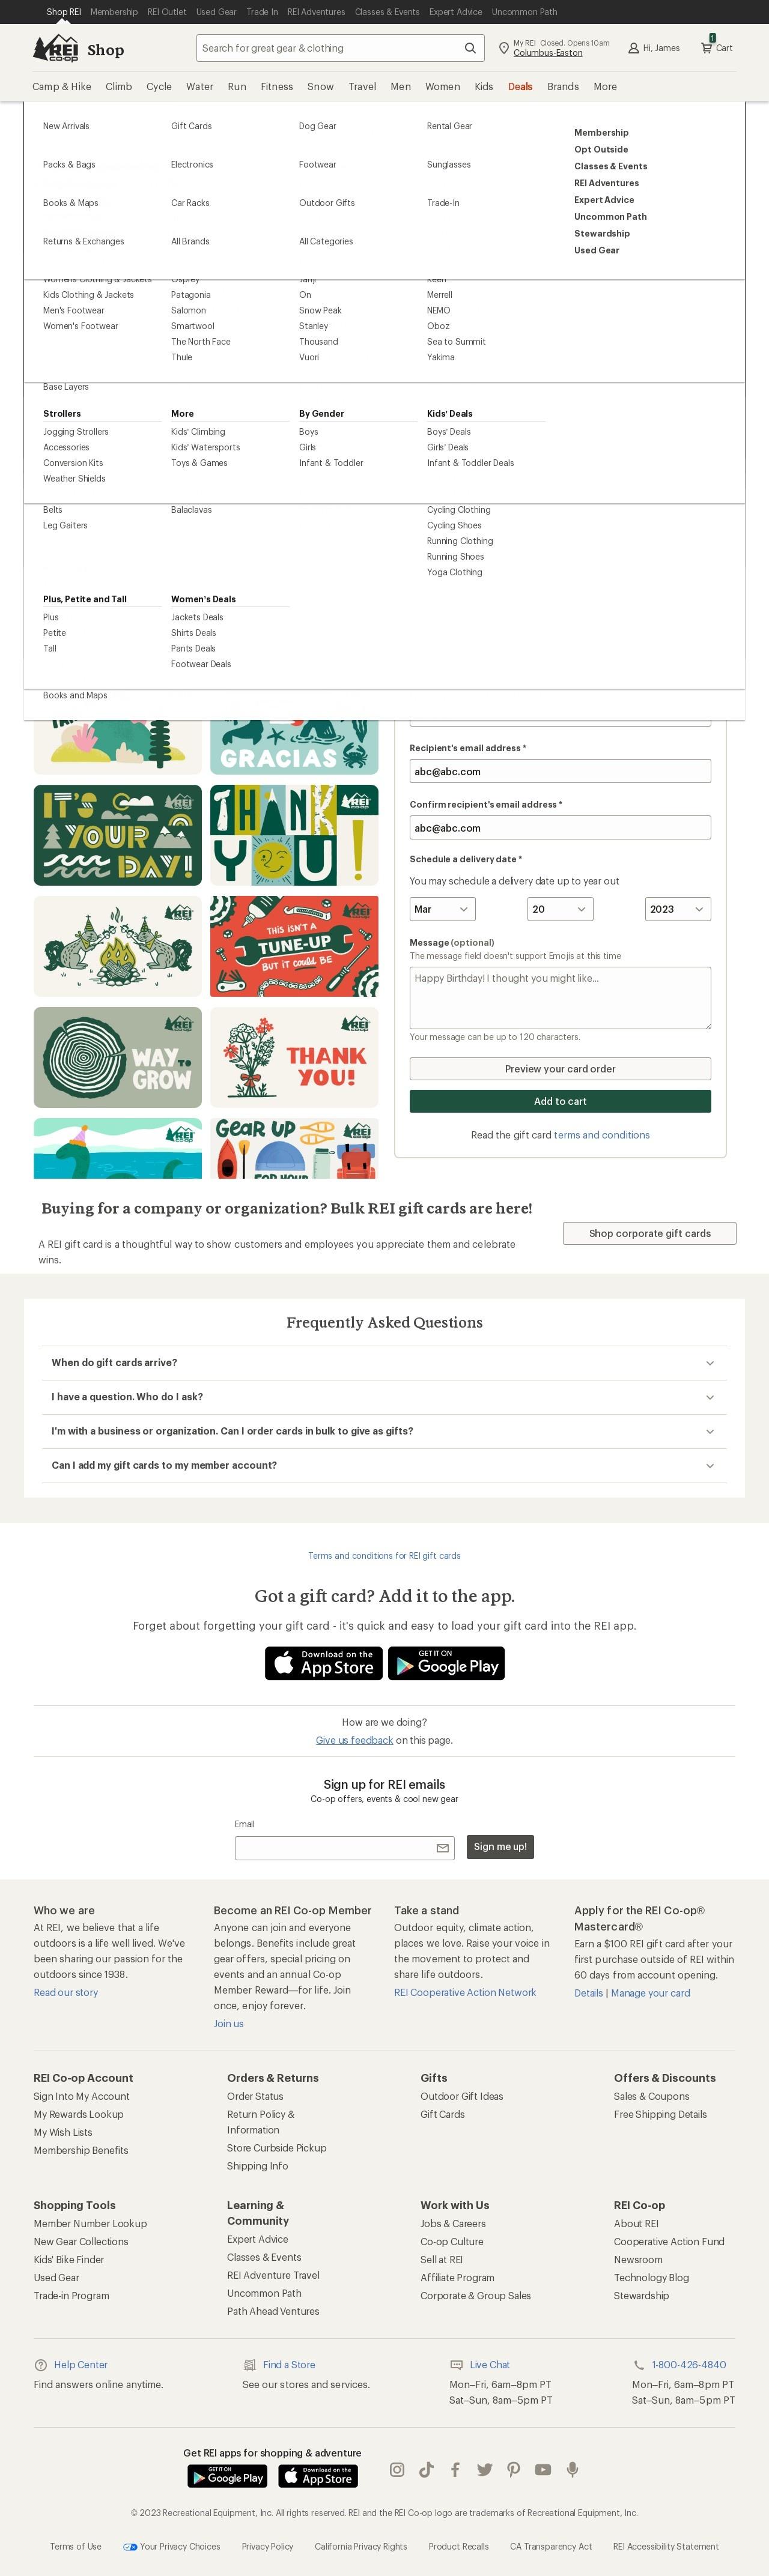 Shop REI Membership REI Outlet Used Gear Trade In REI Adventures Classes & Events Expert Advice Uncommon Path
REI co-op Shop
Search for great gear & clothing
My REI Closed. Opens 10am
Columbus-Easton
Hi, James
1
Cart
Camp & Hike Climb Cycle Water Run Fitness Snow Travel Men Women Kids Deals Brands More
New Arrivals Gift Cards Dog Gear Rental Gear
Packs & Bags Electronics Footwear Sunglasses
Books & Maps Car Racks Outdoor Gifts Trade-In
Returns & Exchanges All Brands All Categories
Membership
Opt Outside
Classes & Events
REI Adventures
Expert Advice
Uncommon Path
Stewardship
Used Gear
Womens Clothing & Jackets Osprey Janji Keen
Kids Clothing & Jackets Patagonia On Merrell
Men's Footwear Salomon Snow Peak NEMO
Women's Footwear Smartwool Stanley Oboz
The North Face Thousand Sea to Summit
Thule Vuori Yakima
Base Layers
Strollers More By Gender Kids' Deals
Jogging Strollers Kids' Climbing Boys Boys' Deals
Accessories Kids' Watersports Girls Girls' Deals
Conversion Kits Toys & Games Infant & Toddler Infant & Toddler Deals
Weather Shields
Belts Balaclavas Cycling Clothing
Leg Gaiters Cycling Shoes
Running Clothing
Running Shoes
Yoga Clothing
Plus, Petite and Tall Women's Deals
Plus Jackets Deals
Petite Shirts Deals
Tall Pants Deals
Footwear Deals
Books and Maps
GRACIAS
IT'S YOUR DAY!
REI
THANK YOU!
REI
REI
THIS ISN'T A
TUNE-UP
BUT IT COULD BE
REI
WAY TO GROW
REI
THANK YOU!
REI
REI
GEAR UP
FOR YOUR
REI
Recipient's email address *
abc@abc.com
Confirm recipient's email address *
abc@abc.com
Schedule a delivery date *
You may schedule a delivery date up to year out
Mar 20 2023
Message (optional)
The message field doesn't support Emojis at this time
Happy Birthday! I thought you might like...
Your message can be up to 120 characters.
Preview your card order
Add to cart
Read the gift card terms and conditions
Buying for a company or organization? Bulk REI gift cards are here!
A REI gift card is a thoughtful way to show customers and employees you appreciate them and celebrate
wins.
Shop corporate gift cards
Frequently Asked Questions
When do gift cards arrive?
I have a question. Who do I ask?
I'm with a business or organization. Can I order cards in bulk to give as gifts?
Can I add my gift cards to my member account?
Terms and conditions for REI gift cards
Got a gift card? Add it to the app.
Forget about forgetting your gift card - it's quick and easy to load your gift card into the REI app.
Download on the App Store
GET IT ON Google Play
How are we doing?
Give us feedback on this page.
Sign up for REI emails
Co-op offers, events & cool new gear
Email
Sign me up!
Who we are
At REI, we believe that a life
outdoors is a life well lived. We've
been sharing our passion for the
outdoors since 1938.
Read our story
Become an REI Co-op Member
Anyone can join and everyone
belongs. Benefits include great
gear offers, special pricing on
events and an annual Co-op
Member Reward—for life. Join
once, enjoy forever.
Join us
Take a stand
Outdoor equity, climate action,
places we love. Raise your voice in
the movement to protect and
share life outdoors.
REI Cooperative Action Network
Apply for the REI Co-op®
Mastercard®
Earn a $100 REI gift card after your
first purchase outside of REI within
60 days from account opening.
Details | Manage your card
REI Co-op Account
Sign Into My Account
My Rewards Lookup
My Wish Lists
Membership Benefits
Orders & Returns
Order Status
Return Policy &
Information
Store Curbside Pickup
Shipping Info
Gifts
Outdoor Gift Ideas
Gift Cards
Offers & Discounts
Sales & Coupons
Free Shipping Details
Shopping Tools
Member Number Lookup
New Gear Collections
Kids' Bike Finder
Used Gear
Trade-in Program
Learning &
Community
Expert Advice
Classes & Events
REI Adventure Travel
Uncommon Path
Path Ahead Ventures
Work with Us
Jobs & Careers
Co-op Culture
Sell at REI
Affiliate Program
Corporate & Group Sales
REI Co-op
About REI
Cooperative Action Fund
Newsroom
Technology Blog
Stewardship
Help Center
Find answers online anytime.
Find a Store
See our stores and services.
Live Chat
Mon–Fri, 6am–8pm PT
Sat–Sun, 8am–5pm PT
1-800-426-4840
Mon–Fri, 6am–8pm PT
Sat–Sun, 8am–5pm PT
Get REI apps for shopping & adventure
GET IT ON Google Play
Download on the App Store
© 2023 Recreational Equipment, Inc. All rights reserved. REI and the REI Co-op logo are trademarks of Recreational Equipment, Inc.
Terms of Use Your Privacy Choices Privacy Policy California Privacy Rights Product Recalls CA Transparency Act REI Accessibility Statement